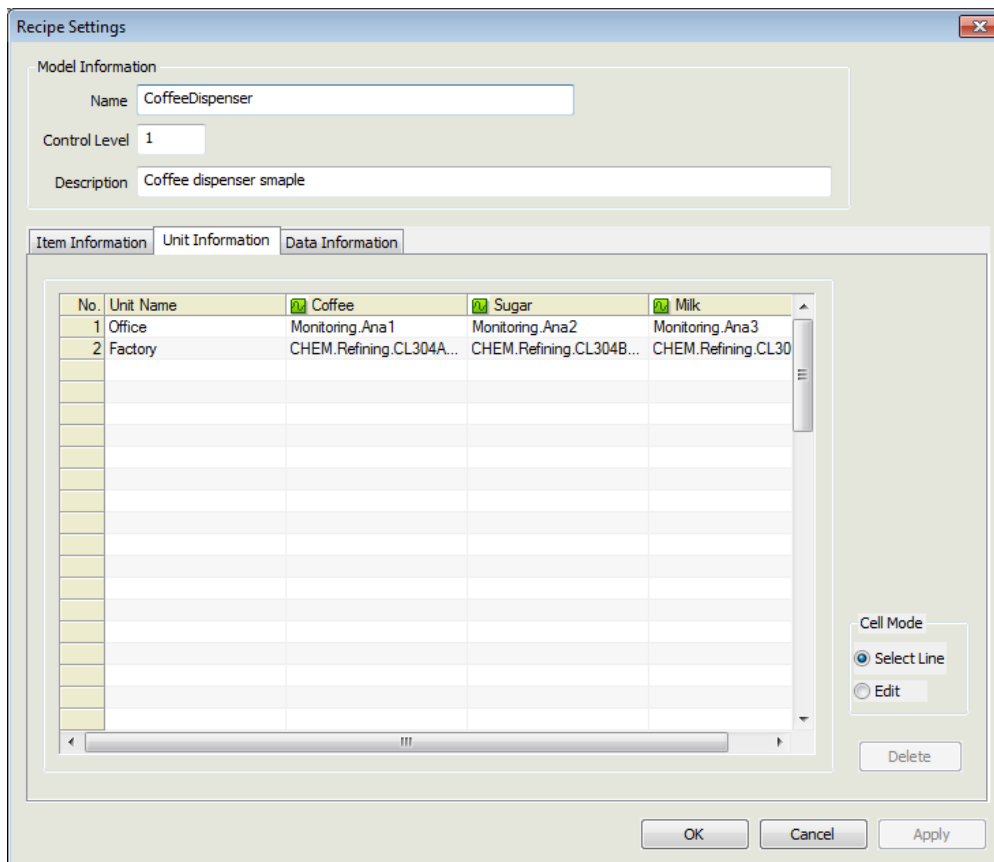 Recipe Settings
Model Information
Name CoffeeDispenser
Control Level 1
Description Coffee dispenser smaple
Item Information Unit Information Data Information
No. Unit Name Coffee Sugar Milk
1 Office Monitoring.Ana1 Monitoring.Ana2 Monitoring.Ana3
2 Factory CHEM.Refining.CL304A... CHEM.Refining.CL304B... CHEM.Refining.CL30
Cell Mode
Select Line
Edit
Delete
OK Cancel Apply